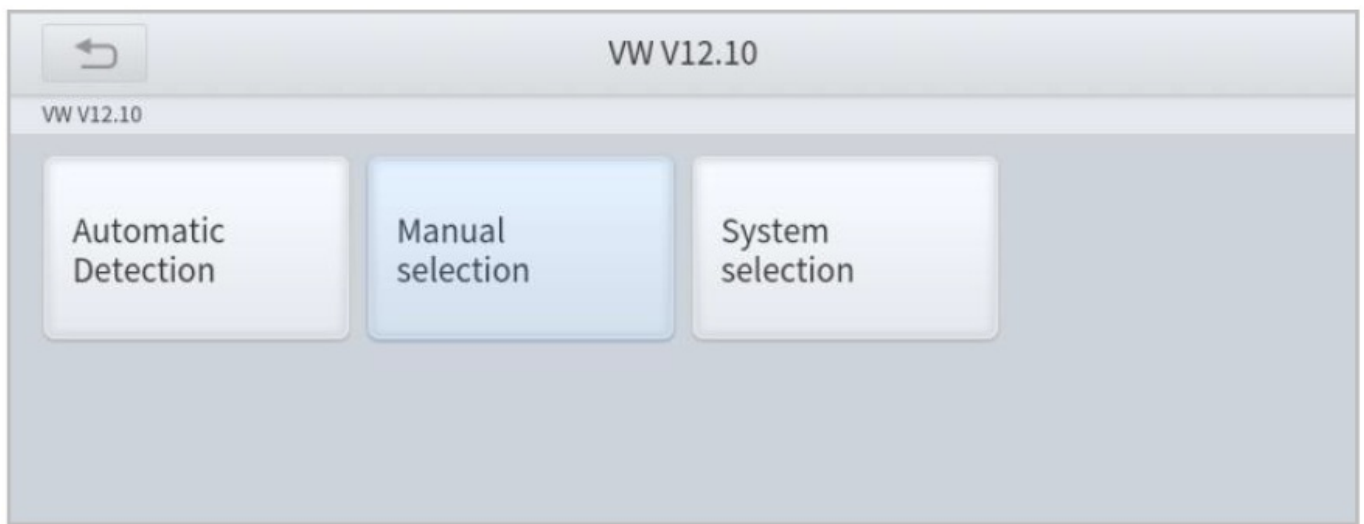 VW V12.10
VW V12.10
Automatic
Detection
Manual
selection
System
selection